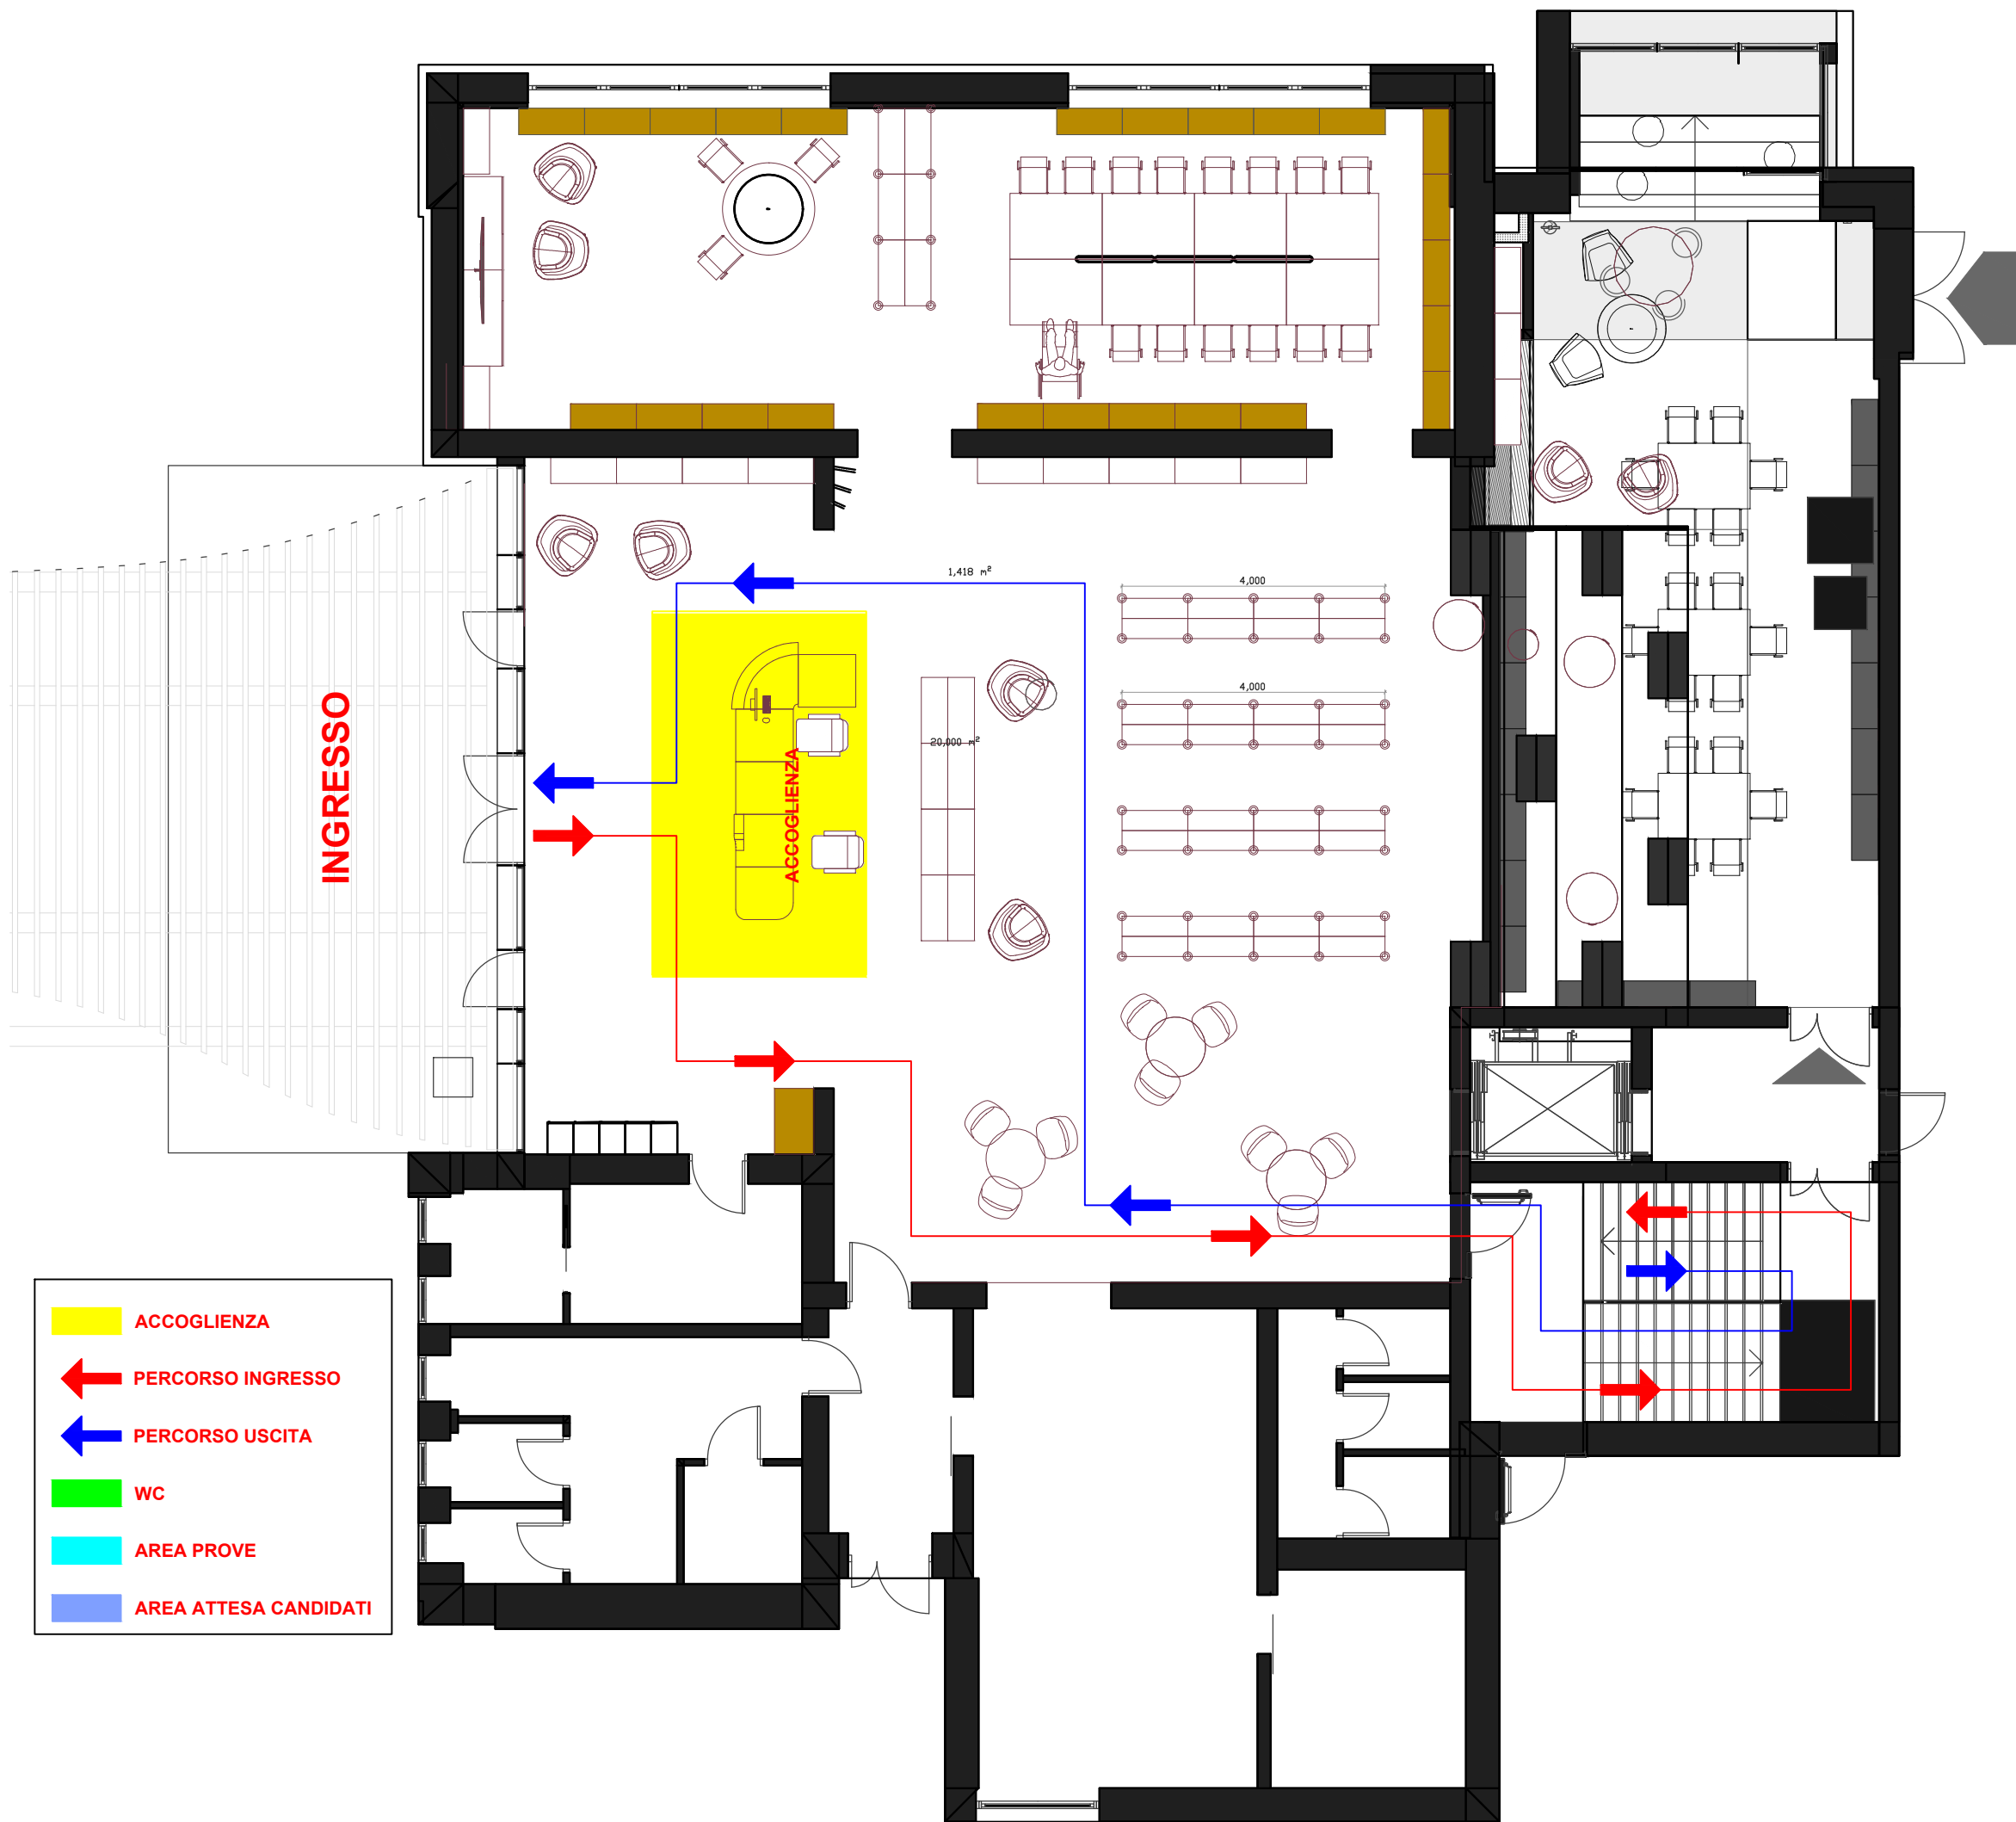 1,418 m²
4,000
4,000
20,000 m²
INGRESSO
ACCOGLIENZA
ACCOGLIENZA
PERCORSO INGRESSO
PERCORSO USCITA
WC
AREA PROVE
AREA ATTESA CANDIDATI